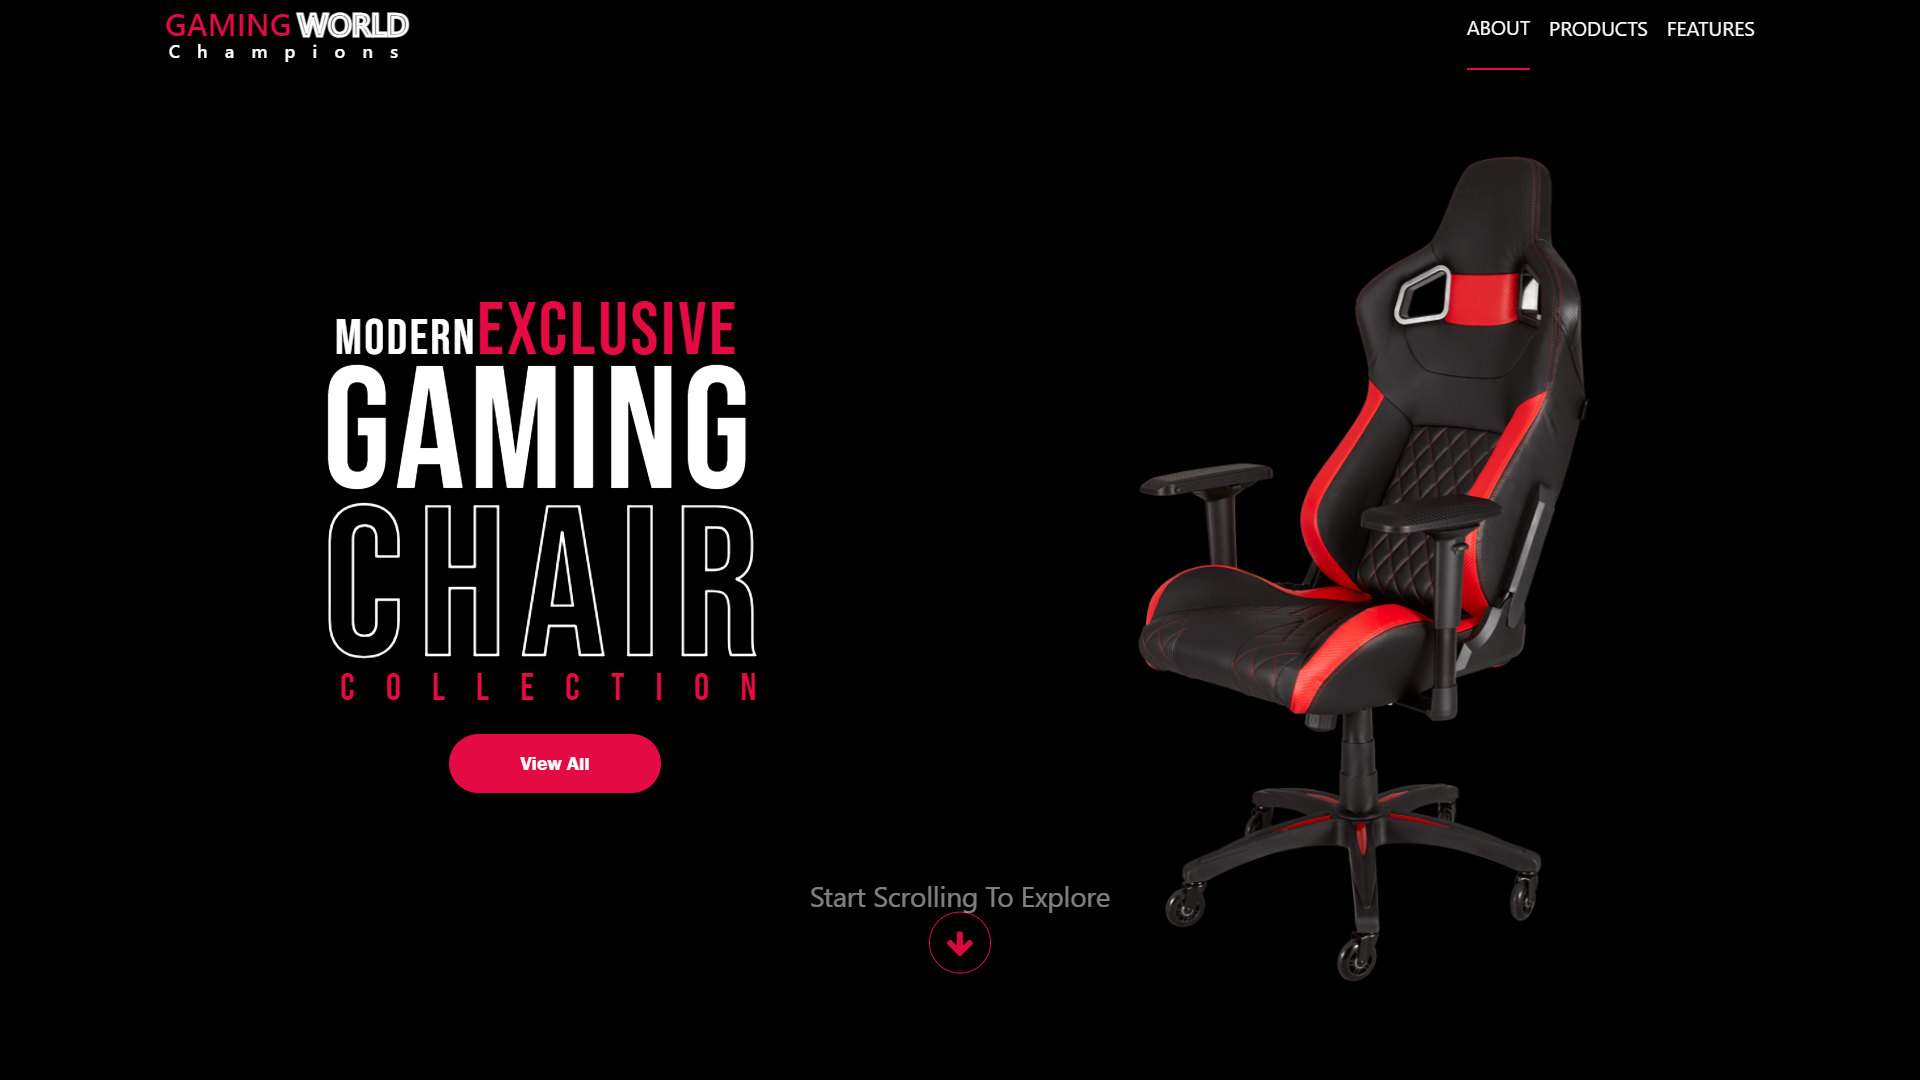 GAMING WORLD
Champions
ABOUT PRODUCTS FEATURES
MODERN EXCLUSIVE
GAMING
CHAIR
COLLECTION
View All
Start Scrolling To Explore